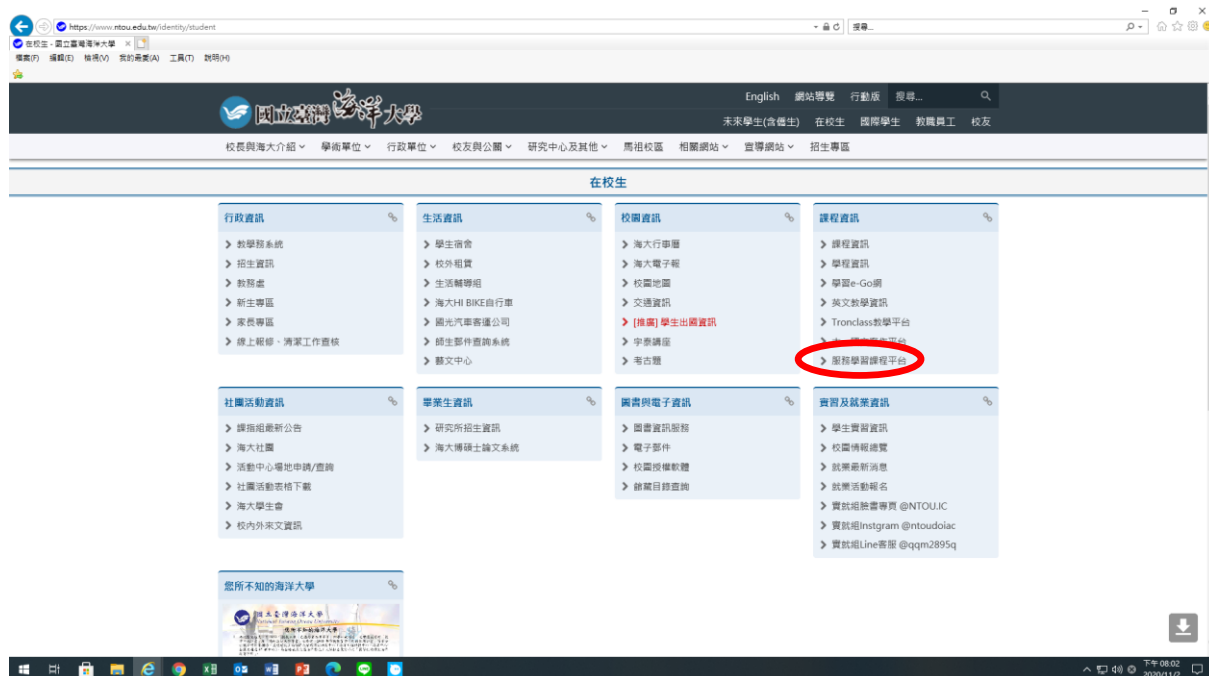 https://www.ntou.edu.tw/identity/student
搜尋...
在校生 - 國立臺灣海洋大學
檔案(F) 編輯(E) 檢視(V) 我的最愛(A) 工具(T) 說明(H)
國立臺灣海洋大學
English 網站導覽 行動版 搜尋...
未來學生(含僑生) 在校生 國際學生 教職員工 校友
校長與海大介紹 學術單位 行政單位 校友與公關 研究中心及其他 馬祖校區 相關網站 宣導網站 招生專區
在校生
行政資訊
教學務系統
招生資訊
教務處
新生專區
家長專區
線上報修、清潔工作查核
生活資訊
學生宿舍
校外租賃
生活輔導組
海大HI BIKE自行車
國光汽車客運公司
師生郵件查詢系統
藝文中心
校園資訊
海大行事曆
海大電子報
校園地圖
交通資訊
[推廣] 學生出國資訊
宇泰講座
考古題
課程資訊
課程資訊
學程資訊
學習e-Go網
英文教學資訊
Tronclass教學平台
服務學習課程平台
社團活動資訊
課指組最新公告
海大社團
活動中心場地申請/查詢
社團活動表格下載
海大學生會
校內外來文資訊
畢業生資訊
研究所招生資訊
海大博碩士論文系統
圖書與電子資訊
圖書資訊服務
電子郵件
校園授權軟體
館藏目錄查詢
實習及就業資訊
學生實習資訊
校園情報總覽
就業最新消息
就業活動報名
實就組臉書專頁 @NTOU.IC
實就組Instgram @ntoudoiac
實就組Line客服 @qqm2895q
您所不知的海洋大學
國立臺灣海洋大學
下午 08:02
2020/11/2